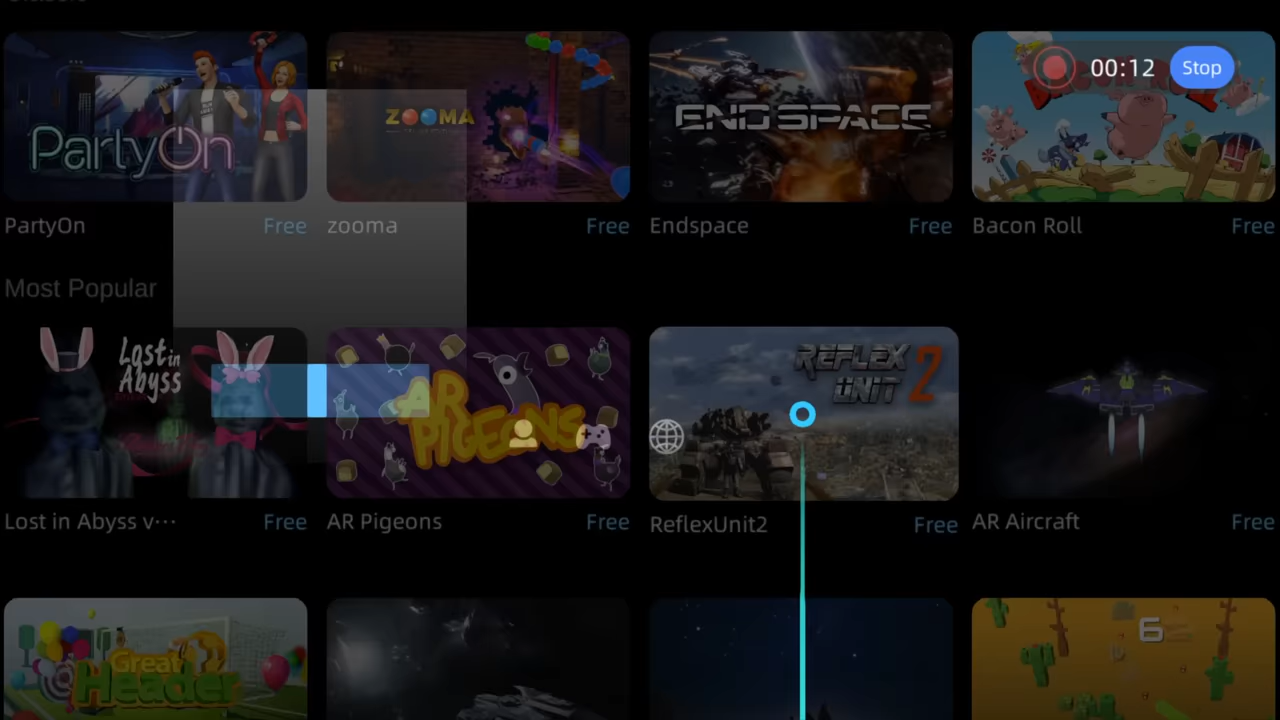 00:12
Stop
PartyOn
ZOOMA
END SPACE
PartyOn Free
zooma Free
Endspace Free
Bacon Roll Free
Most Popular
Lost in Abyss
AR PIGEONS
REFLEX UNIT 2
Lost in Abyss v··· Free
AR Pigeons Free
ReflexUnit2 Free
AR Aircraft Free
Great Header
6